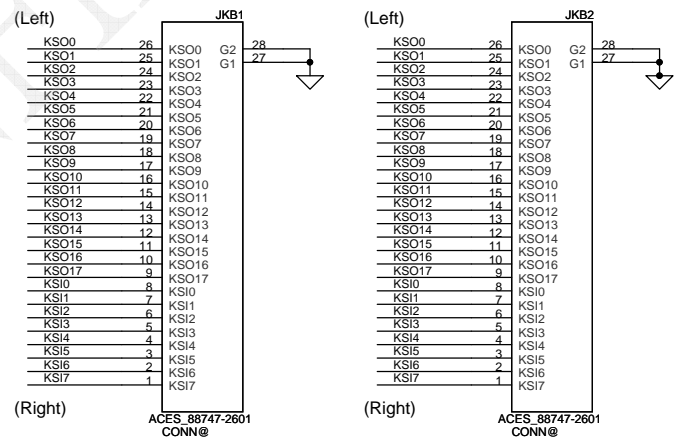 (Left) JKB1
KSO0 26 KSO0 G2 28
KSO1 25 KSO1 G1 27
KSO2 24 KSO2
KSO3 23 KSO3
KSO4 22 KSO4
KSO5 21 KSO5
KSO6 20 KSO6
KSO7 19 KSO7
KSO8 18 KSO8
KSO9 17 KSO9
KSO10 16 KSO10
KSO11 15 KSO11
KSO12 14 KSO12
KSO13 13 KSO13
KSO14 12 KSO14
KSO15 11 KSO15
KSO16 10 KSO16
KSO17 9 KSO17
KSI0 8 KSI0
KSI1 7 KSI1
KSI2 6 KSI2
KSI3 5 KSI3
KSI4 4 KSI4
KSI5 3 KSI5
KSI6 2 KSI6
KSI7 1 KSI7
(Right)
ACES_88747-2601
CONN@
(Left) JKB2
KSO0 26 KSO0 G2 28
KSO1 25 KSO1 G1 27
KSO2 24 KSO2
KSO3 23 KSO3
KSO4 22 KSO4
KSO5 21 KSO5
KSO6 20 KSO6
KSO7 19 KSO7
KSO8 18 KSO8
KSO9 17 KSO9
KSO10 16 KSO10
KSO11 15 KSO11
KSO12 14 KSO12
KSO13 13 KSO13
KSO14 12 KSO14
KSO15 11 KSO15
KSO16 10 KSO16
KSO17 9 KSO17
KSI0 8 KSI0
KSI1 7 KSI1
KSI2 6 KSI2
KSI3 5 KSI3
KSI4 4 KSI4
KSI5 3 KSI5
KSI6 2 KSI6
KSI7 1 KSI7
(Right)
ACES_88747-2601
CONN@